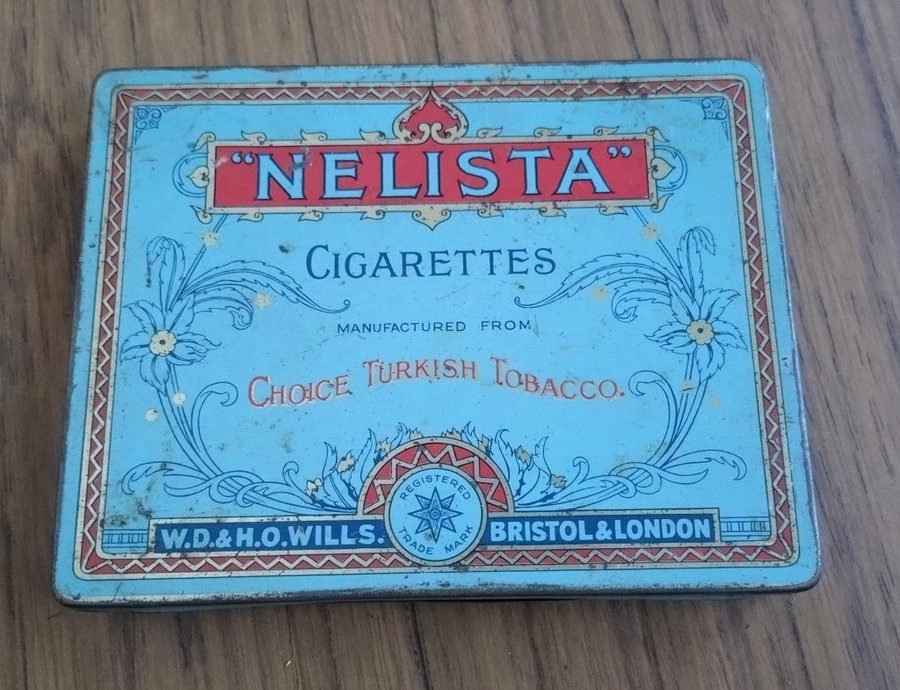 "NELISTA"
CIGARETTES
MANUFACTURED FROM
CHOICE TURKISH TOBACCO.
REGISTERED
TRADE MARK
W.D.&H.O.WILLS. BRISTOL&LONDON